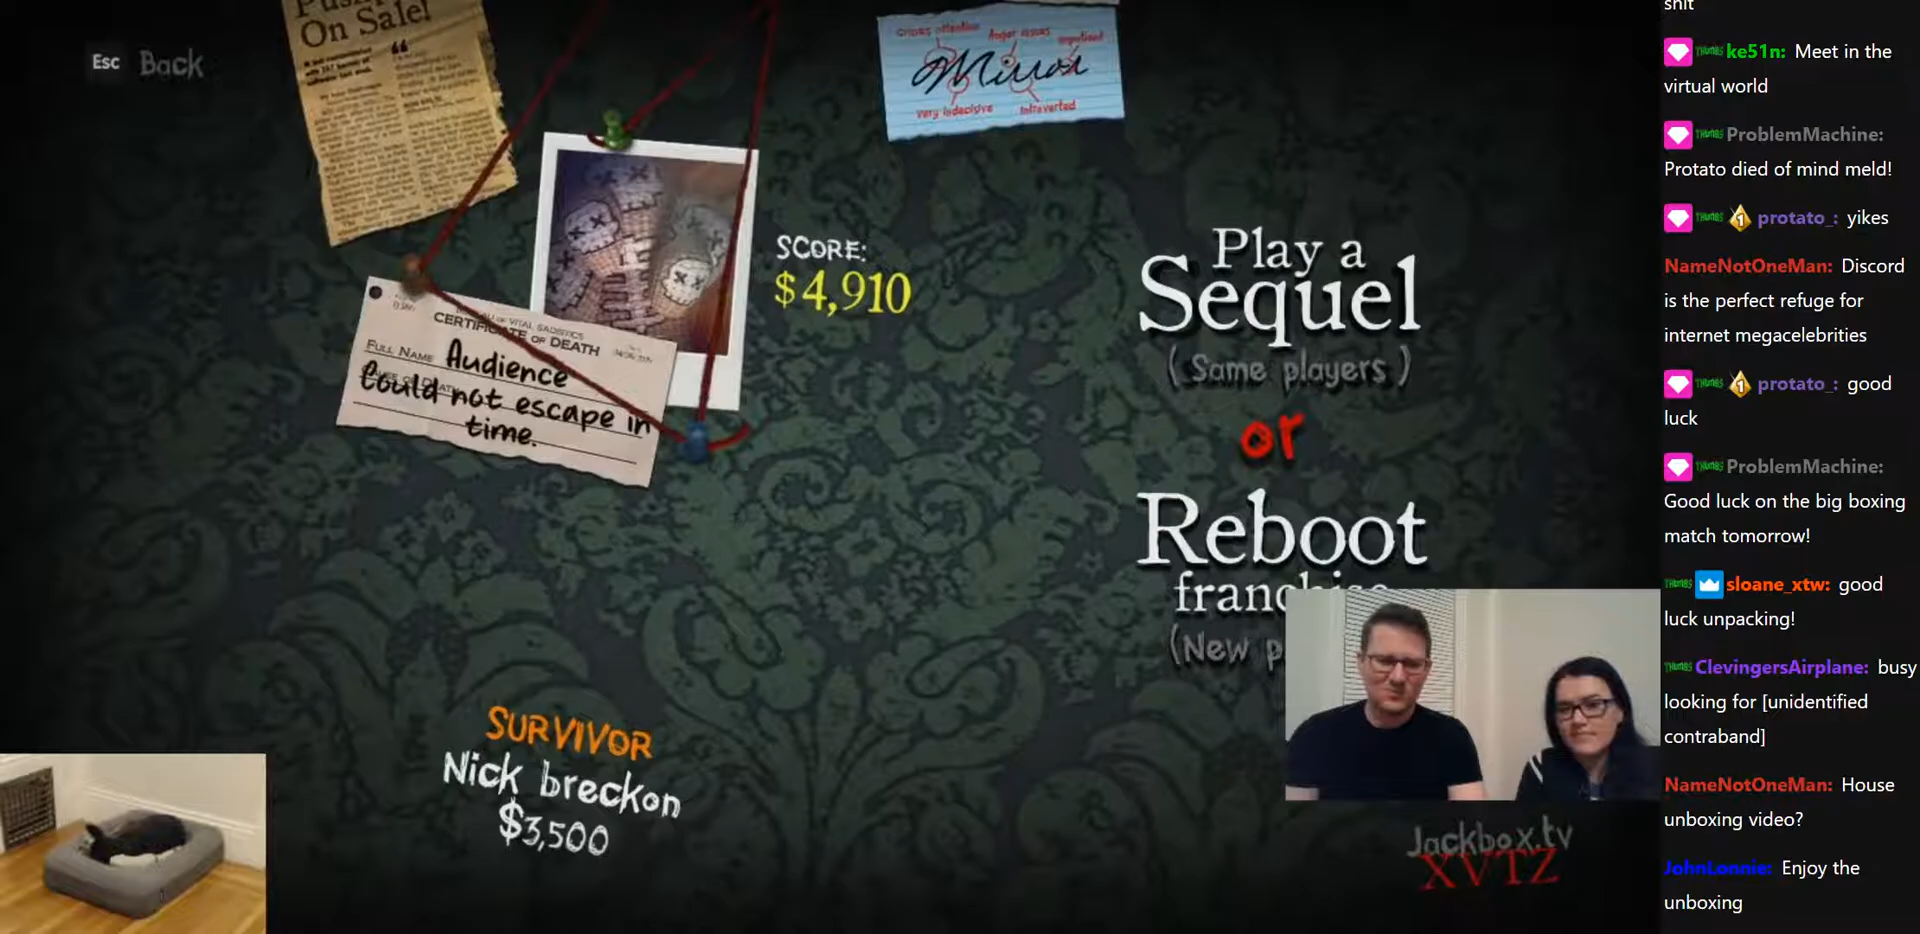 On Sale!
Esc Back
Mirror
very indecisive
introverted
SCORE:
$4,910
CERTIFICATE OF DEATH
FULL NAME Audience
Could not escape in
time.
Play a
Sequel
(Same players)
or
Reboot
franchise
(New p
SURVIVOR
Nick breckon
$3,500
Jackbox.tv
XVTZ
shit
ke51n: Meet in the
virtual world
ProblemMachine:
Protato died of mind meld!
protato_: yikes
NameNotOneMan: Discord
is the perfect refuge for
internet megacelebrities
protato_: good
luck
ProblemMachine:
Good luck on the big boxing
match tomorrow!
sloane_xtw: good
luck unpacking!
ClevingersAirplane: busy
looking for [unidentified
contraband]
NameNotOneMan: House
unboxing video?
JohnLonnie: Enjoy the
unboxing